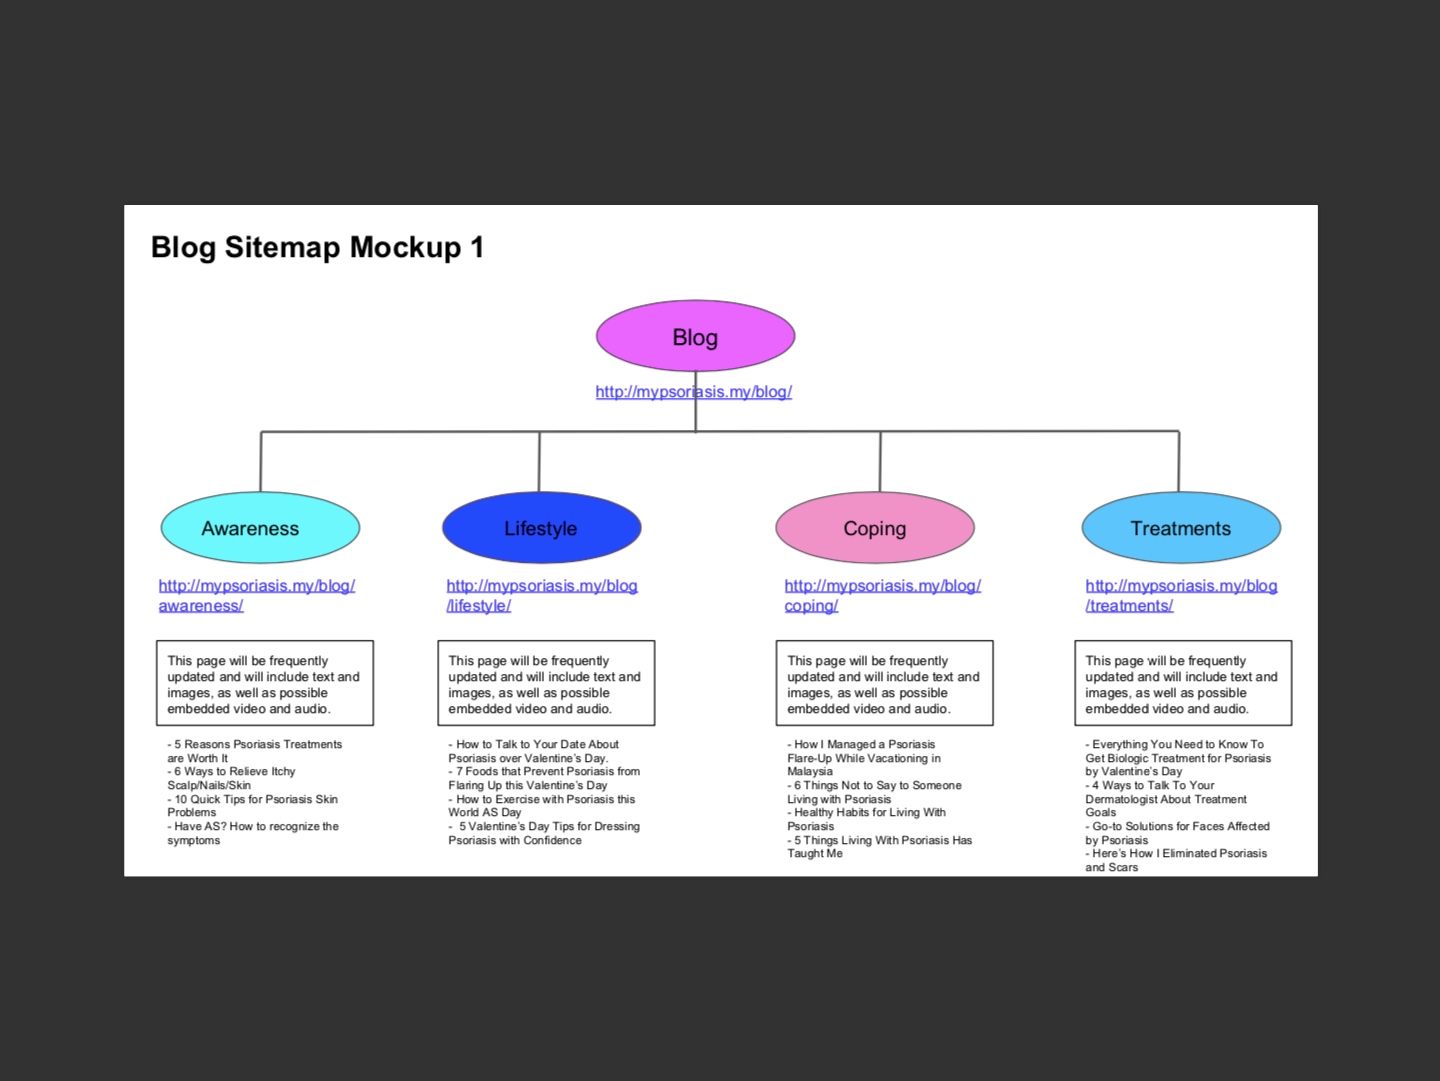 Blog Sitemap Mockup 1
Blog
http://mypsoriasis.my/blog/
Awareness
http://mypsoriasis.my/blog/
awareness/
This page will be frequently
updated and will include text and
images, as well as possible
embedded video and audio.
- 5 Reasons Psoriasis Treatments
are Worth It
- 6 Ways to Relieve Itchy
Scalp/Nails/Skin
- 10 Quick Tips for Psoriasis Skin
Problems
- Have AS? How to recognize the
symptoms
Lifestyle
http://mypsoriasis.my/blog
/lifestyle/
This page will be frequently
updated and will include text and
images, as well as possible
embedded video and audio.
- How to Talk to Your Date About
Psoriasis over Valentine's Day.
- 7 Foods that Prevent Psoriasis from
Flaring Up this Valentine's Day
- How to Exercise with Psoriasis this
World AS Day
-  5 Valentine's Day Tips for Dressing
Psoriasis with Confidence
Coping
http://mypsoriasis.my/blog/
coping/
This page will be frequently
updated and will include text and
images, as well as possible
embedded video and audio.
- How I Managed a Psoriasis
Flare-Up While Vacationing in
Malaysia
- 6 Things Not to Say to Someone
Living with Psoriasis
- Healthy Habits for Living With
Psoriasis
- 5 Things Living With Psoriasis Has
Taught Me
Treatments
http://mypsoriasis.my/blog
/treatments/
This page will be frequently
updated and will include text and
images, as well as possible
embedded video and audio.
- Everything You Need to Know To
Get Biologic Treatment for Psoriasis
by Valentine's Day
- 4 Ways to Talk To Your
Dermatologist About Treatment
Goals
- Go-to Solutions for Faces Affected
by Psoriasis
- Here's How I Eliminated Psoriasis
and Scars